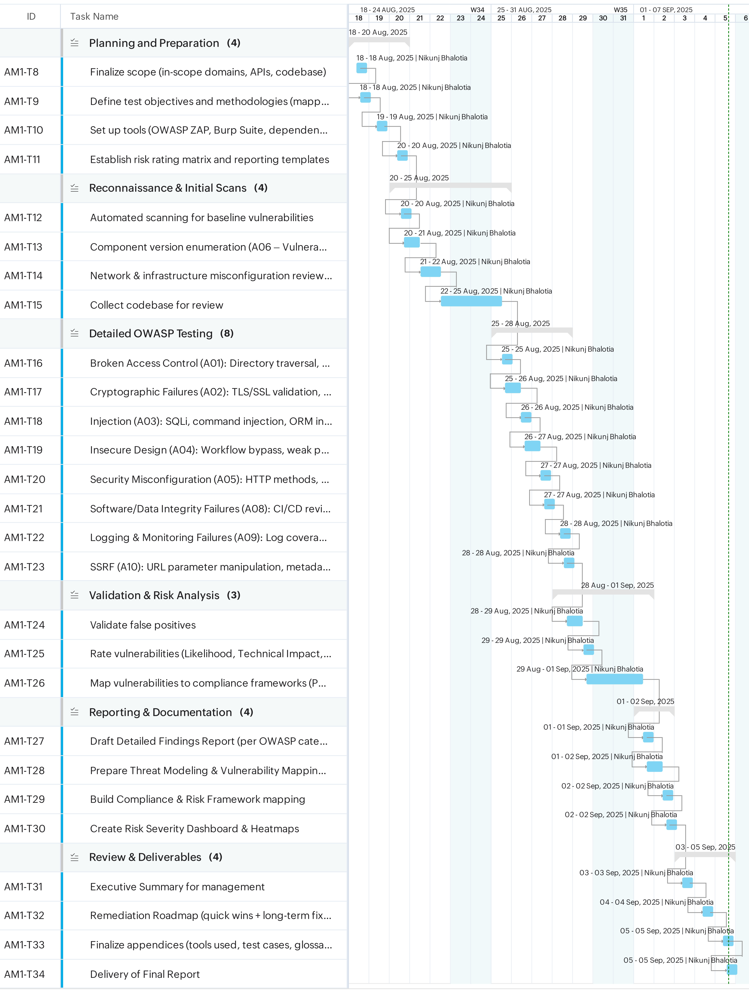 ID Task Name 18 - 24 AUG, 2025 W34 25 - 31 AUG, 2025 W35 01 - 07 SEP, 2025
18 19 20 21 22 23 24 25 26 27 28 29 30 31 1 2 3 4 5 6
18 - 20 Aug, 2025
Planning and Preparation (4)
18 - 18 Aug, 2025 | Nikunj Bhalotia
AM1-T8 Finalize scope (in-scope domains, APIs, codebase)
18 - 18 Aug, 2025 | Nikunj Bhalotia
AM1-T9 Define test objectives and methodologies (mapp...
19 - 19 Aug, 2025 | Nikunj Bhalotia
AM1-T10 Set up tools (OWASP ZAP, Burp Suite, dependen...
20 - 20 Aug, 2025 | Nikunj Bhalotia
AM1-T11 Establish risk rating matrix and reporting templates
20 - 25 Aug, 2025
Reconnaissance & Initial Scans (4)
20 - 20 Aug, 2025 | Nikunj Bhalotia
AM1-T12 Automated scanning for baseline vulnerabilities
20 - 21 Aug, 2025 | Nikunj Bhalotia
AM1-T13 Component version enumeration (A06 – Vulnera...
21 - 22 Aug, 2025 | Nikunj Bhalotia
AM1-T14 Network & infrastructure misconfiguration review...
22 - 25 Aug, 2025 | Nikunj Bhalotia
AM1-T15 Collect codebase for review
25 - 28 Aug, 2025
Detailed OWASP Testing (8)
25 - 25 Aug, 2025 | Nikunj Bhalotia
AM1-T16 Broken Access Control (A01): Directory traversal, ...
25 - 26 Aug, 2025 | Nikunj Bhalotia
AM1-T17 Cryptographic Failures (A02): TLS/SSL validation, ...
26 - 26 Aug, 2025 | Nikunj Bhalotia
AM1-T18 Injection (A03): SQLi, command injection, ORM in...
26 - 27 Aug, 2025 | Nikunj Bhalotia
AM1-T19 Insecure Design (A04): Workflow bypass, weak p...
27 - 27 Aug, 2025 | Nikunj Bhalotia
AM1-T20 Security Misconfiguration (A05): HTTP methods, ...
27 - 27 Aug, 2025 | Nikunj Bhalotia
AM1-T21 Software/Data Integrity Failures (A08): CI/CD revi...
28 - 28 Aug, 2025 | Nikunj Bhalotia
AM1-T22 Logging & Monitoring Failures (A09): Log covera...
28 - 28 Aug, 2025 | Nikunj Bhalotia
AM1-T23 SSRF (A10): URL parameter manipulation, metada...
28 Aug - 01 Sep, 2025
Validation & Risk Analysis (3)
28 - 29 Aug, 2025 | Nikunj Bhalotia
AM1-T24 Validate false positives
29 - 29 Aug, 2025 | Nikunj Bhalotia
AM1-T25 Rate vulnerabilities (Likelihood, Technical Impact,...
29 Aug - 01 Sep, 2025 | Nikunj Bhalotia
AM1-T26 Map vulnerabilities to compliance frameworks (P...
01 - 02 Sep, 2025
Reporting & Documentation (4)
01 - 01 Sep, 2025 | Nikunj Bhalotia
AM1-T27 Draft Detailed Findings Report (per OWASP cate...
01 - 02 Sep, 2025 | Nikunj Bhalotia
AM1-T28 Prepare Threat Modeling & Vulnerability Mappin...
02 - 02 Sep, 2025 | Nikunj Bhalotia
AM1-T29 Build Compliance & Risk Framework mapping
02 - 02 Sep, 2025 | Nikunj Bhalotia
AM1-T30 Create Risk Severity Dashboard & Heatmaps
03 - 05 Sep, 2025
Review & Deliverables (4)
03 - 03 Sep, 2025 | Nikunj Bhalotia
AM1-T31 Executive Summary for management
04 - 04 Sep, 2025 | Nikunj Bhalotia
AM1-T32 Remediation Roadmap (quick wins + long-term fix...
05 - 05 Sep, 2025 | Nikunj Bhalotia
AM1-T33 Finalize appendices (tools used, test cases, glossa...
05 - 05 Sep, 2025 | Nikunj Bhalotia
AM1-T34 Delivery of Final Report